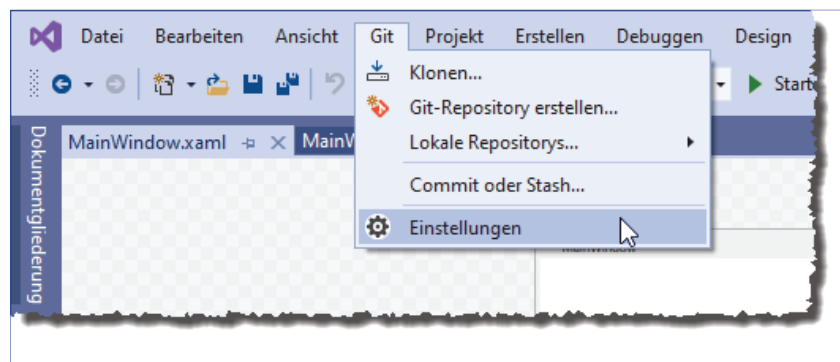 Datei Bearbeiten Ansicht Git Projekt Erstellen Debuggen Design
Klonen...
Git-Repository erstellen...
Lokale Repositorys...
Commit oder Stash...
Einstellungen
Start
MainWindow.xaml
MainW
Dokumentgliederung
MainWindow